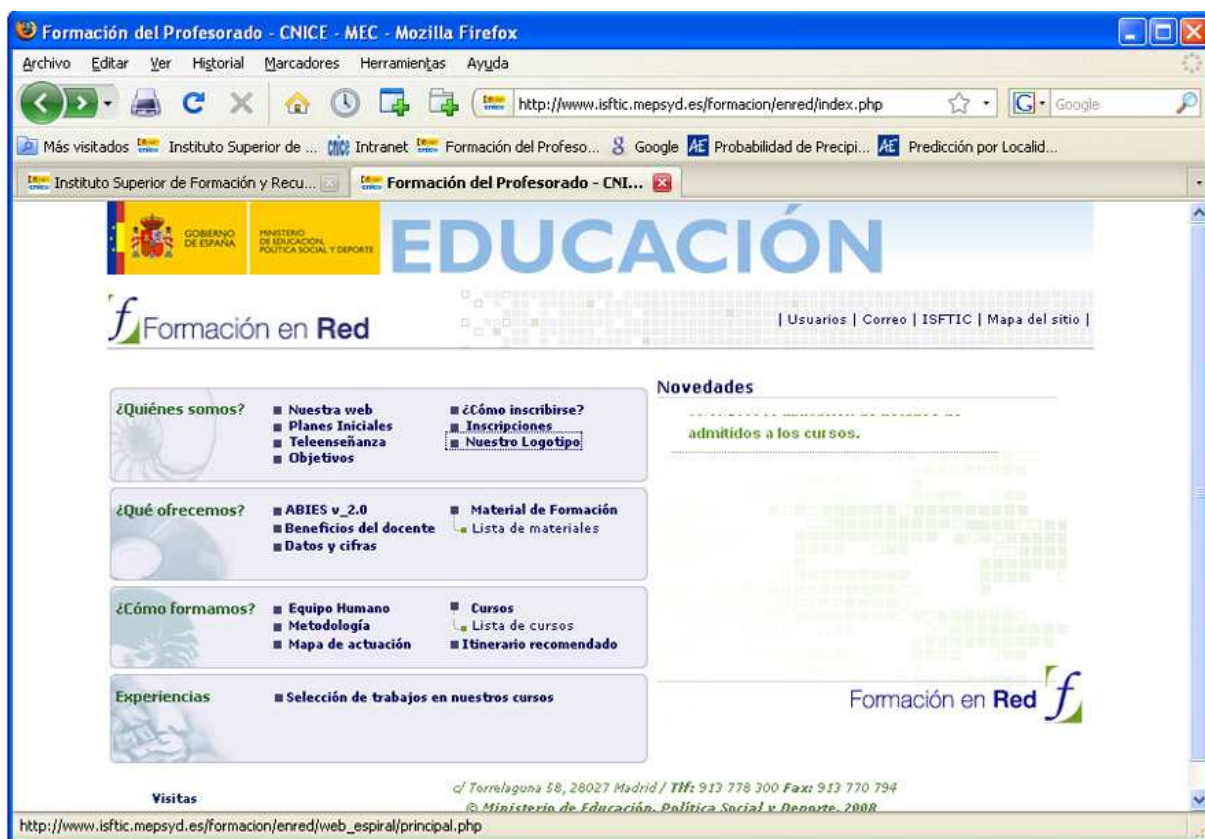 Formación del Profesorado - CNICE - MEC - Mozilla Firefox
Archivo Editar Ver Historial Marcadores Herramientas Ayuda
http://www.isftic.mepsyd.es/formacion/enred/index.php G Google
Más visitados Instituto Superior de ... Intranet Formación del Profeso... Google Probabilidad de Precipi... Predicción por Localid...
Instituto Superior de Formación y Recu... Formación del Profesorado - CNI...
GOBIERNO DE ESPAÑA
MINISTERIO DE EDUCACIÓN, POLÍTICA SOCIAL Y DEPORTE
EDUCACIÓN
f Formación en Red
| Usuarios | Correo | ISFTIC | Mapa del sitio |
¿Quiénes somos?
Nuestra web
Planes Iniciales
Teleenseñanza
Objetivos
¿Cómo inscribirse?
Inscripciones
Nuestro Logotipo
¿Qué ofrecemos?
ABIES v_2.0
Beneficios del docente
Datos y cifras
Material de Formación
Lista de materiales
¿Cómo formamos?
Equipo Humano
Metodología
Mapa de actuación
Cursos
Lista de cursos
Itinerario recomendado
Experiencias
Selección de trabajos en nuestros cursos
Novedades
admitidos a los cursos.
Formación en Red f
Visitas
c/ Torrelaguna 58, 28027 Madrid / Tlf: 913 778 300 Fax: 913 770 794
© Ministerio de Educación, Política Social y Deporte, 2008
http://www.isftic.mepsyd.es/formacion/enred/web_espiral/principal.php